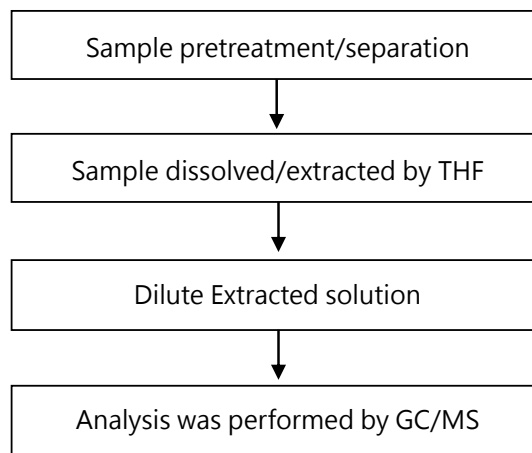 Sample pretreatment/separation
Sample dissolved/extracted by THF
Dilute Extracted solution
Analysis was performed by GC/MS